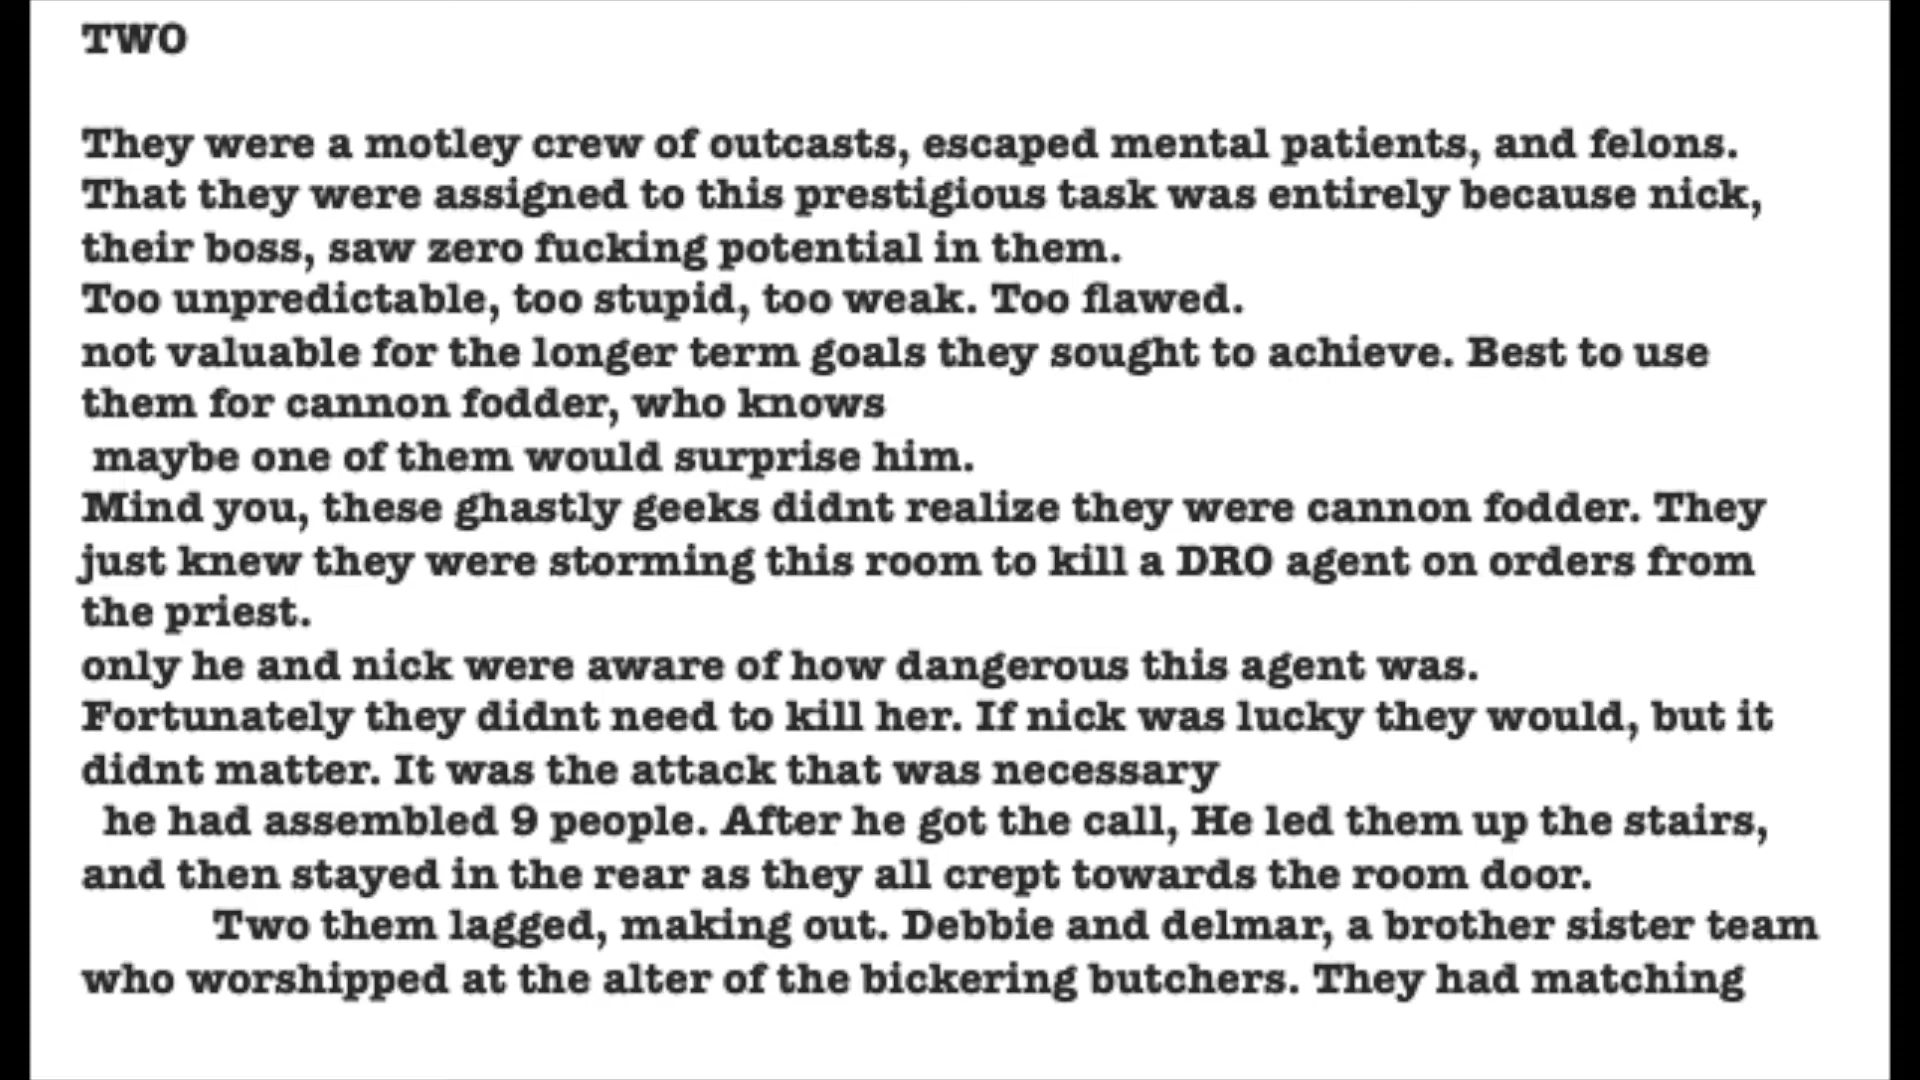 TWO
They were a motley crew of outcasts, escaped mental patients, and felons.
That they were assigned to this prestigious task was entirely because nick,
their boss, saw zero fucking potential in them.
Too unpredictable, too stupid, too weak. Too flawed.
not valuable for the longer term goals they sought to achieve. Best to use
them for cannon fodder, who knows
maybe one of them would surprise him.
Mind you, these ghastly geeks didnt realize they were cannon fodder. They
just knew they were storming this room to kill a DRO agent on orders from
the priest.
only he and nick were aware of how dangerous this agent was.
Fortunately they didnt need to kill her. If nick was lucky they would, but it
didnt matter. It was the attack that was necessary
he had assembled 9 people. After he got the call, He led them up the stairs,
and then stayed in the rear as they all crept towards the room door.
Two them lagged, making out. Debbie and delmar, a brother sister team
who worshipped at the alter of the bickering butchers. They had matching